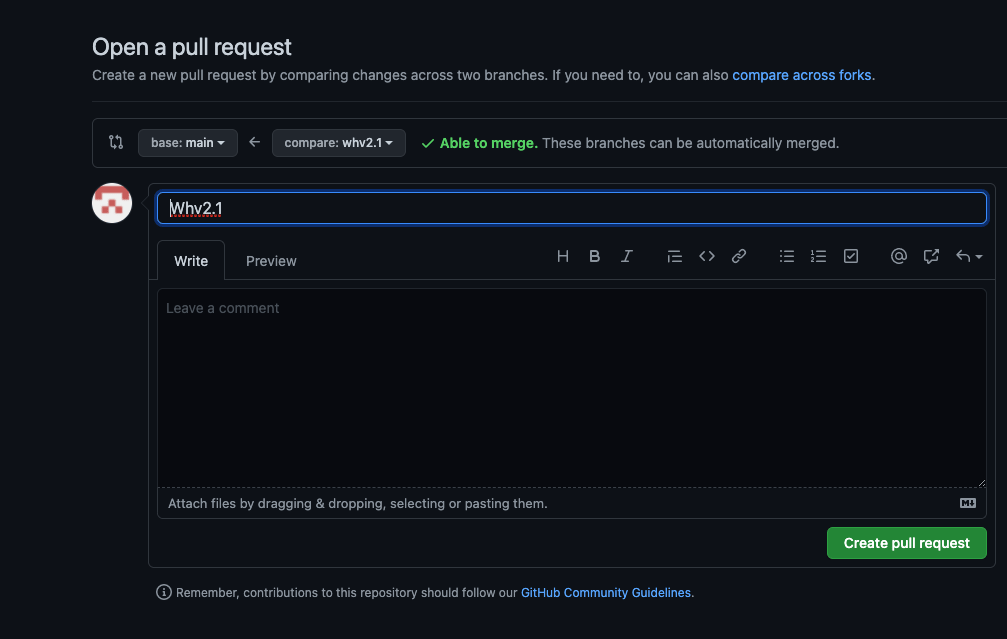 Open a pull request
Create a new pull request by comparing changes across two branches. If you need to, you can also compare across forks.
base: main
compare: whv2.1
Able to merge. These branches can be automatically merged.
Whv2.1
Write
Preview
Leave a comment
Attach files by dragging & dropping, selecting or pasting them.
Create pull request
Remember, contributions to this repository should follow our GitHub Community Guidelines.